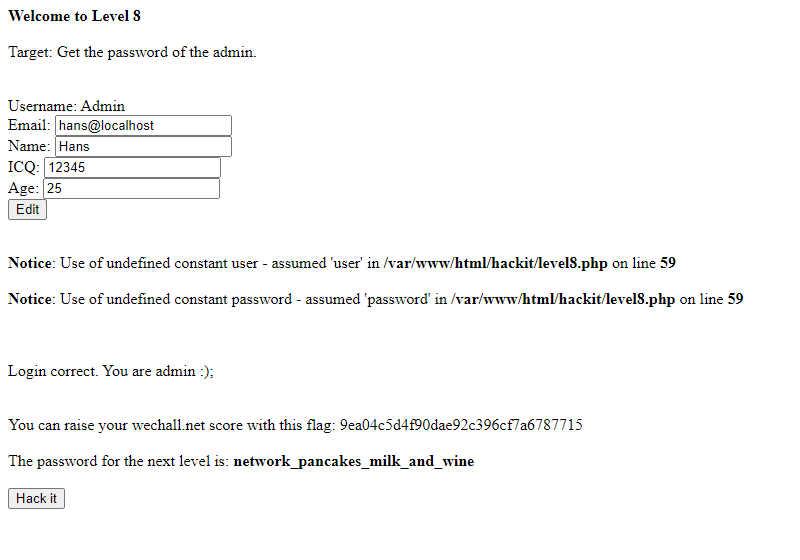 Welcome to Level 8
Target: Get the password of the admin.
Username: Admin
Email: hans@localhost
Name: Hans
ICQ: 12345
Age: 25
Edit
Notice: Use of undefined constant user - assumed 'user' in /var/www/html/hackit/level8.php on line 59
Notice: Use of undefined constant password - assumed 'password' in /var/www/html/hackit/level8.php on line 59
Login correct. You are admin :);
You can raise your wechall.net score with this flag: 9ea04c5d4f90dae92c396cf7a6787715
The password for the next level is: network_pancakes_milk_and_wine
Hack it